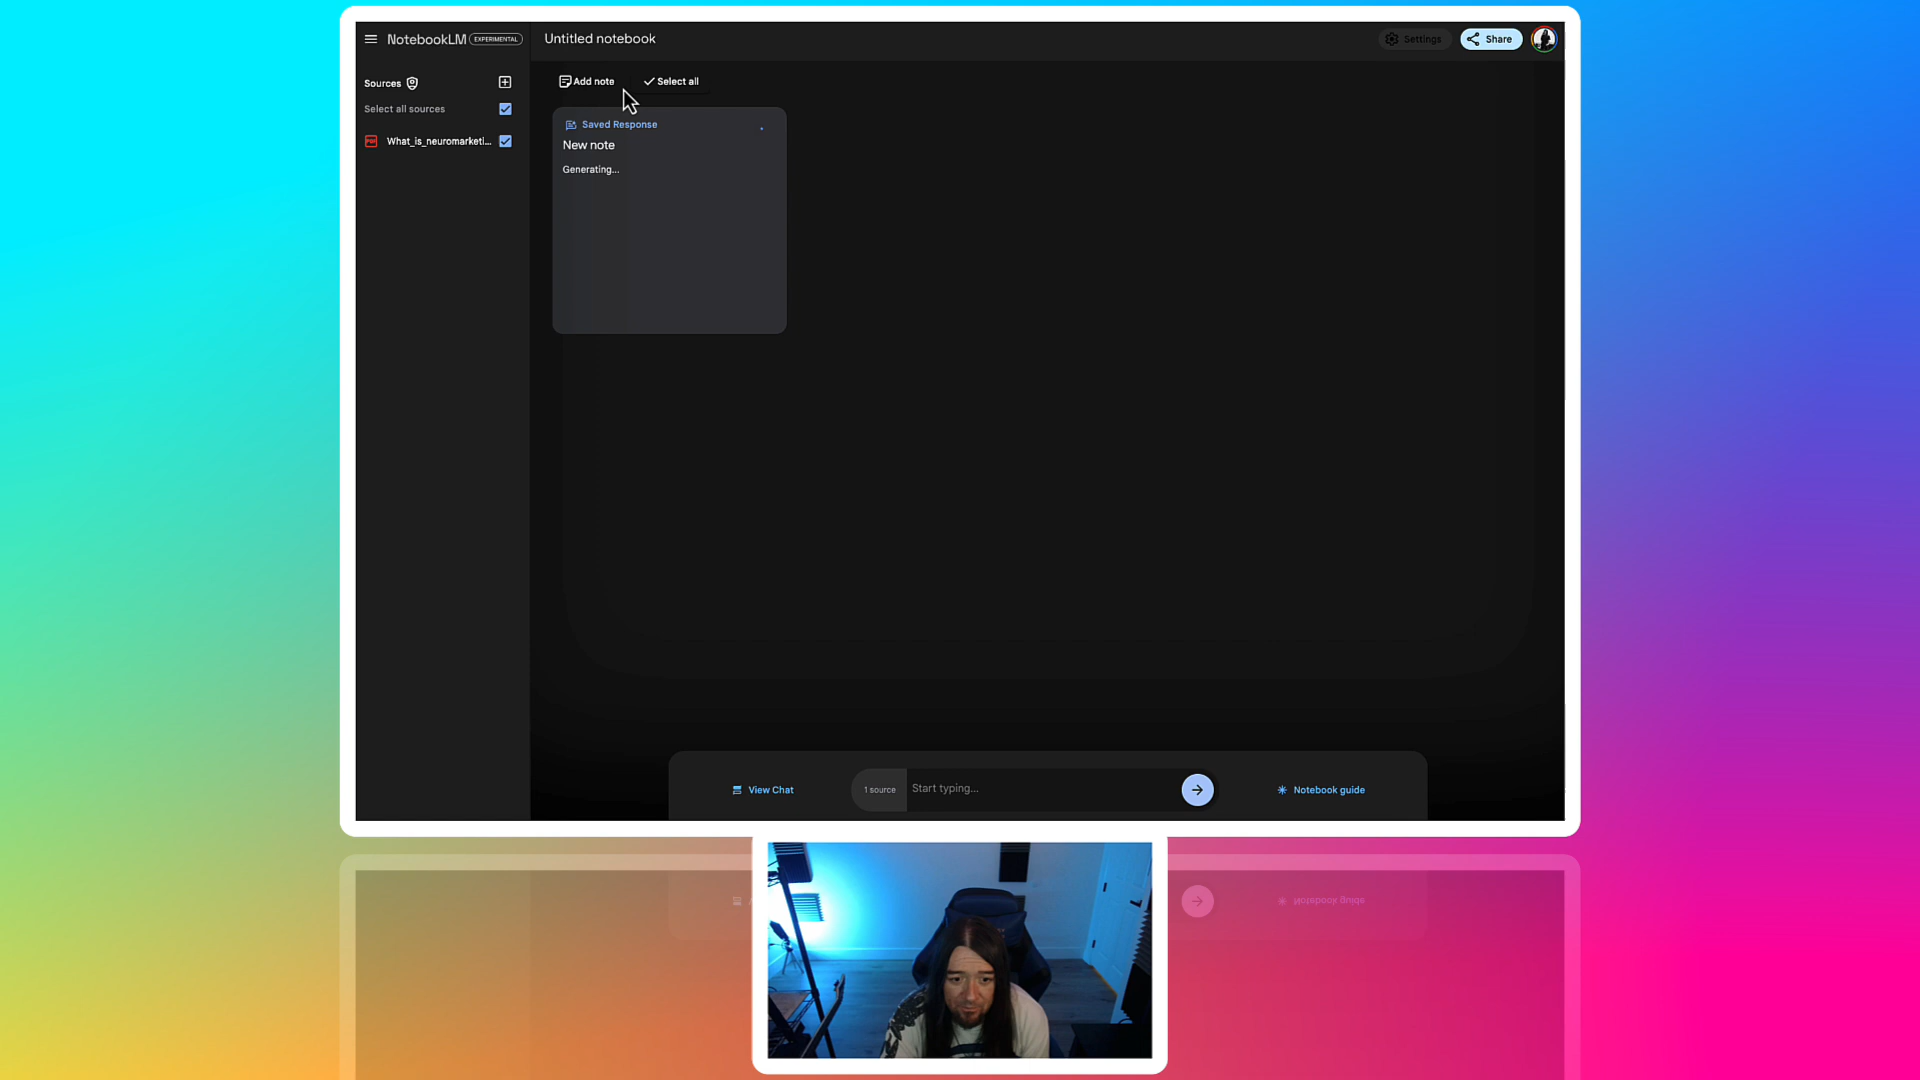 NotebookLM EXPERIMENTAL
Untitled notebook
Settings
Share
Sources
Add note
Select all
Select all sources
What_is_neuromarketi...
Saved Response
New note
Generating...
View Chat
1 source
Start typing...
Notebook guide